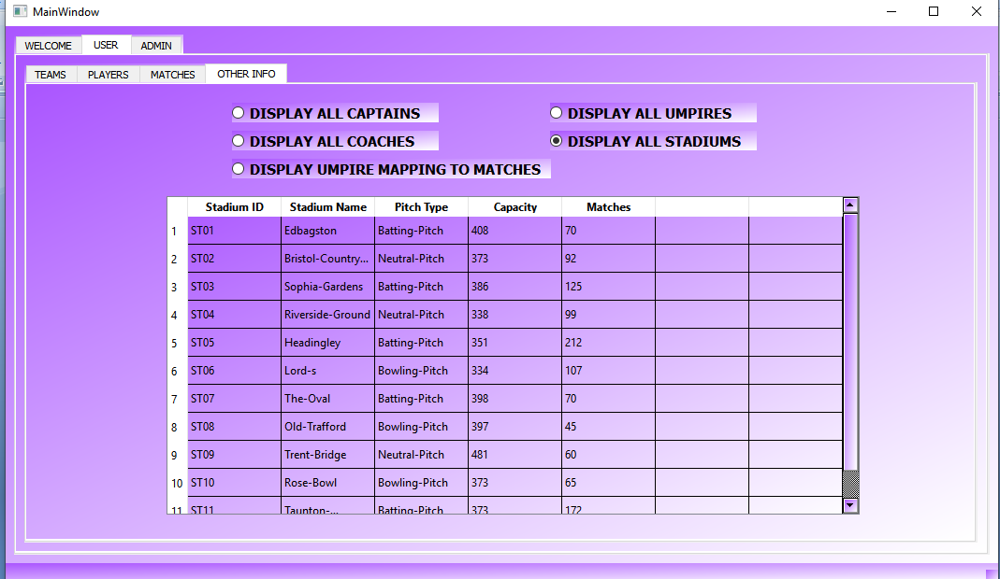 MainWindow
WELCOME USER ADMIN
TEAMS PLAYERS MATCHES OTHER INFO
DISPLAY ALL CAPTAINS DISPLAY ALL UMPIRES
DISPLAY ALL COACHES DISPLAY ALL STADIUMS
DISPLAY UMPIRE MAPPING TO MATCHES
Stadium ID Stadium Name Pitch Type Capacity Matches
1 ST01 Edbagston Batting-Pitch 408 70
2 ST02 Bristol-Country... Neutral-Pitch 373 92
3 ST03 Sophia-Gardens Batting-Pitch 386 125
4 ST04 Riverside-Ground Neutral-Pitch 338 99
5 ST05 Headingley Batting-Pitch 351 212
6 ST06 Lord-s Bowling-Pitch 334 107
7 ST07 The-Oval Batting-Pitch 398 70
8 ST08 Old-Trafford Bowling-Pitch 397 45
9 ST09 Trent-Bridge Neutral-Pitch 481 60
10 ST10 Rose-Bowl Bowling-Pitch 373 65
11 ST11 Taunton-... Batting-Pitch 373 172